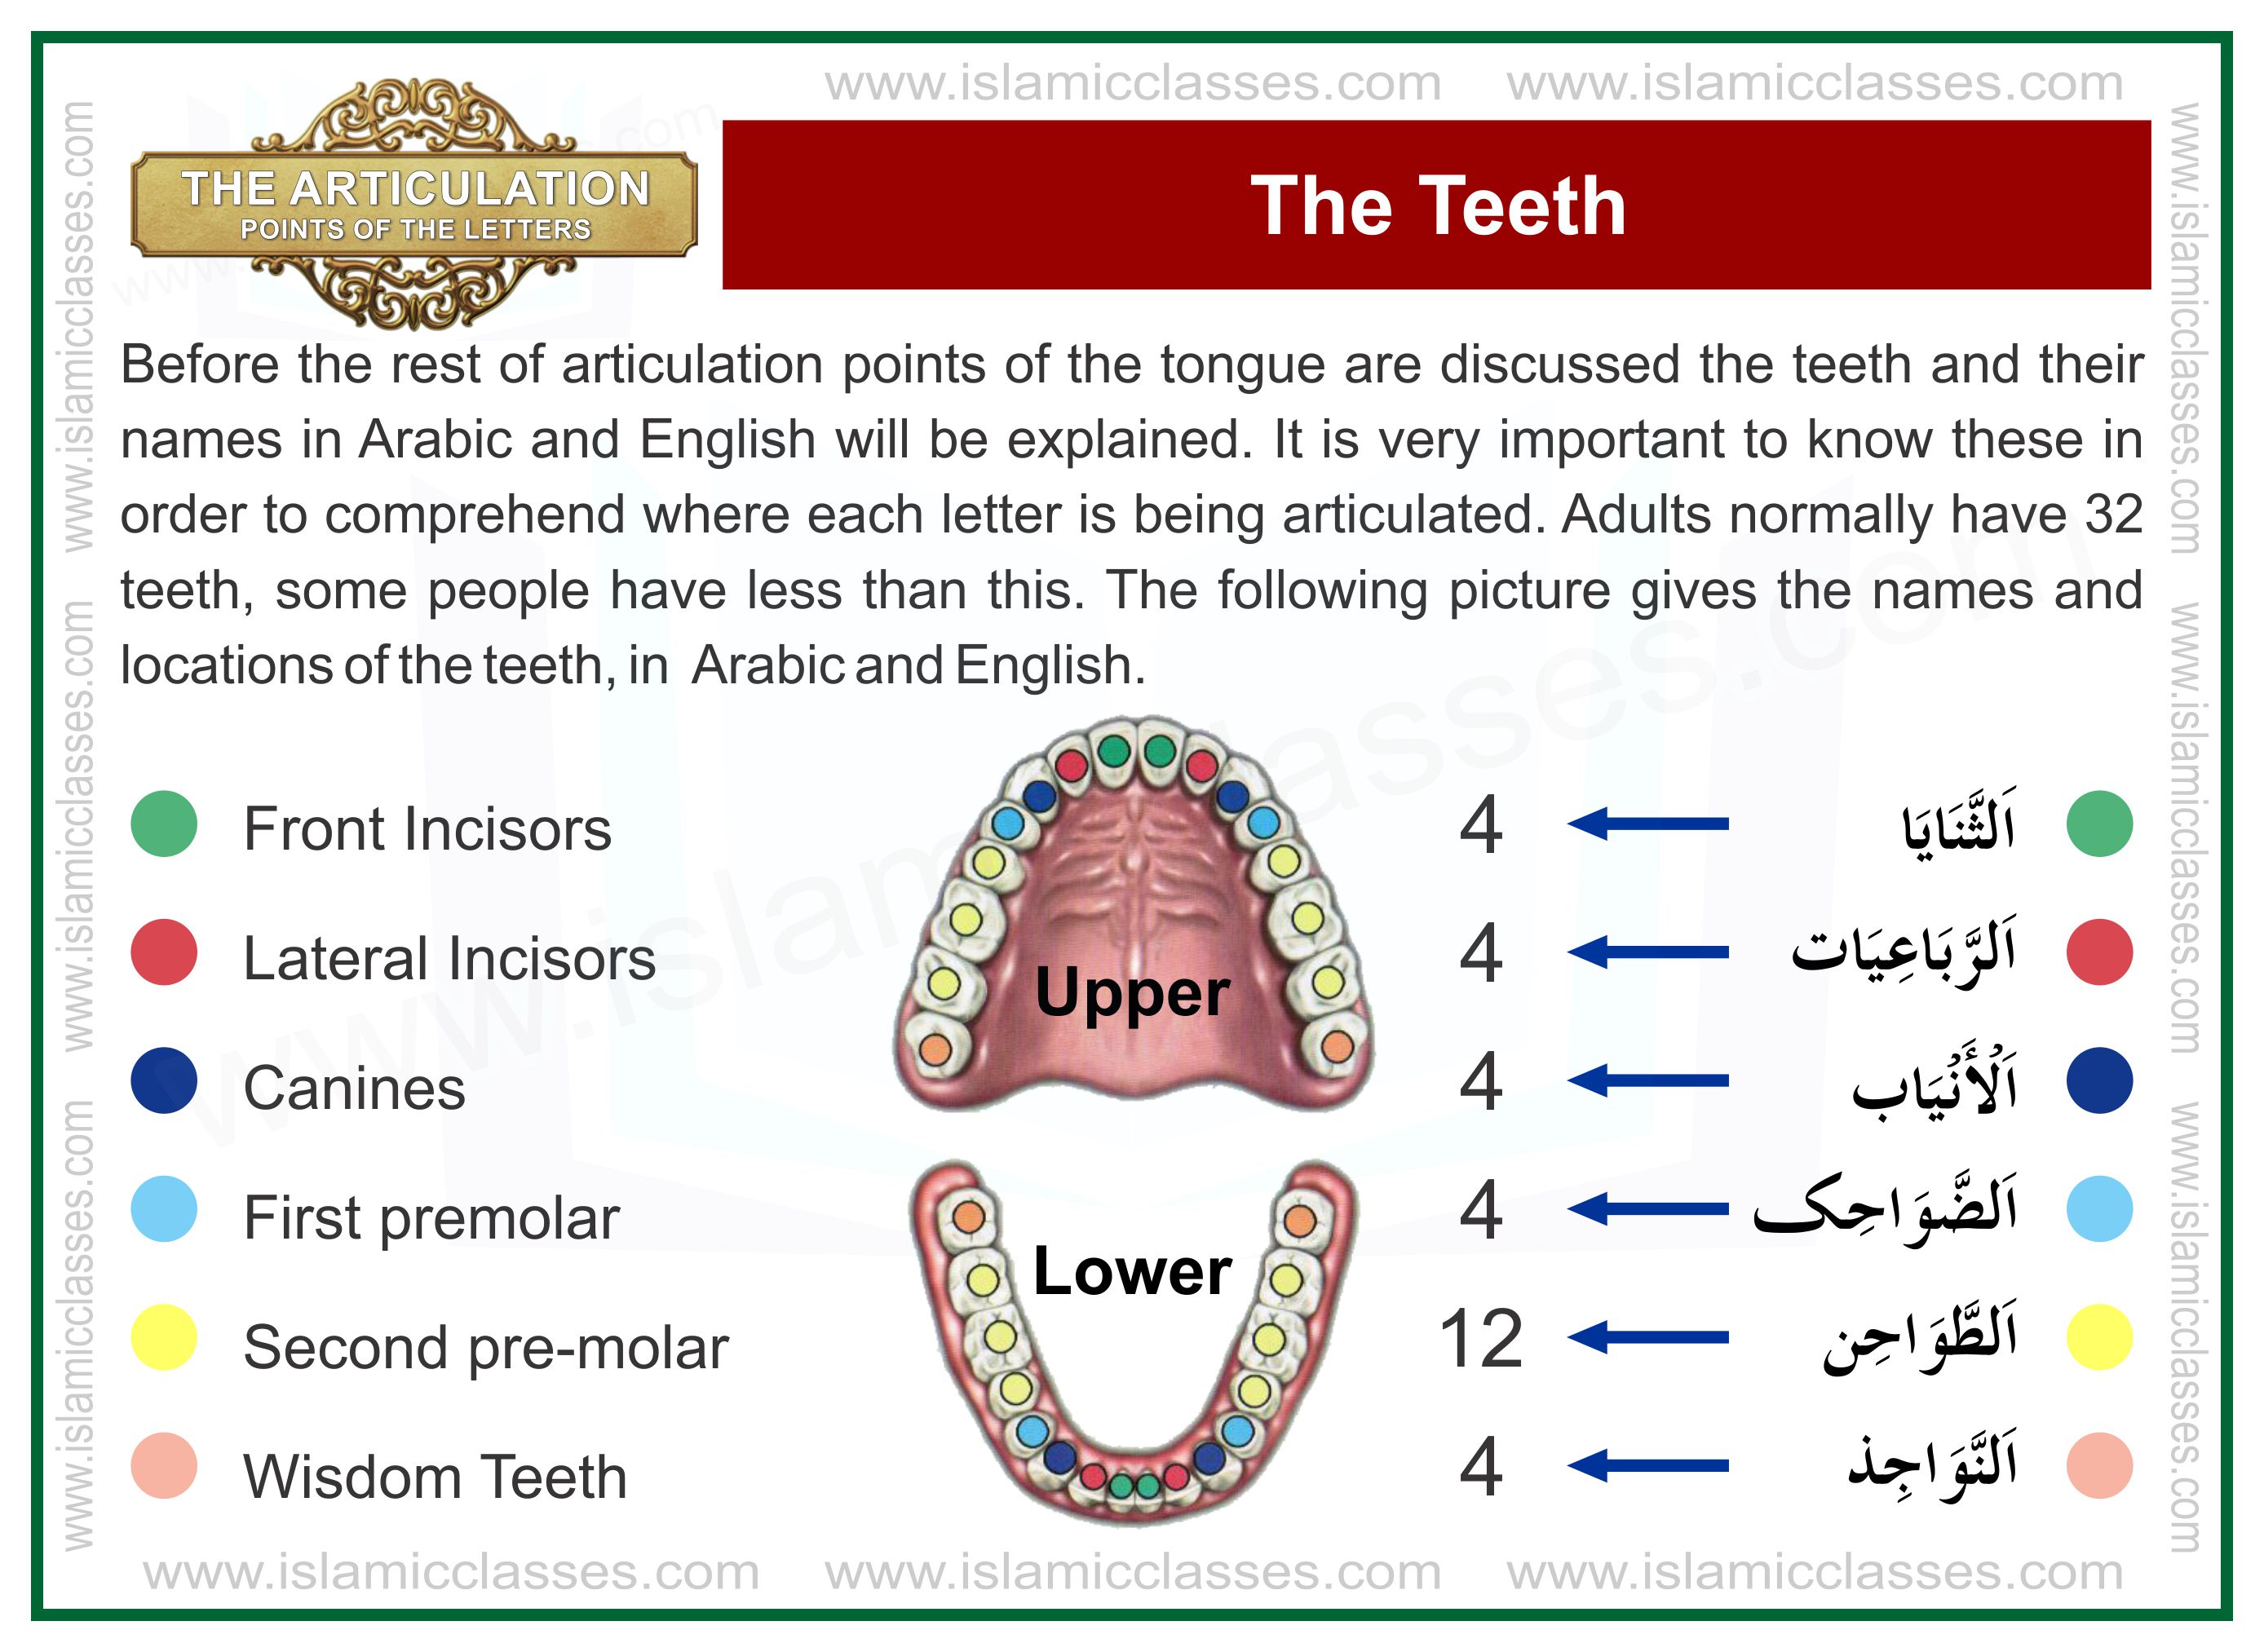 www.islamicclasses.com www.islamicclasses.com
THE ARTICULATION
POINTS OF THE LETTERS
The Teeth
Before the rest of articulation points of the tongue are discussed the teeth and their
names in Arabic and English will be explained. It is very important to know these in
order to comprehend where each letter is being articulated. Adults normally have 32
teeth, some people have less than this. The following picture gives the names and
locations of the teeth, in Arabic and English.
Front Incisors
4
اَلثَّنَايَا
Lateral Incisors
4
اَلرَّبَاعِيَات
Canines
4
اَلْأَنْيَاب
First premolar
4
اَلضَّوَاحِک
Second pre-molar
12
اَلطَّوَاحِن
Wisdom Teeth
4
اَلنَّوَاجِذ
Upper
Lower
www.islamicclasses.com www.islamicclasses.com www.islamicclasses.com
www.islamicclasses.com www.islamicclasses.com www.islamicclasses.com
www.islamicclasses.com www.islamicclasses.com www.islamicclasses.com
www.islamicclasses.com